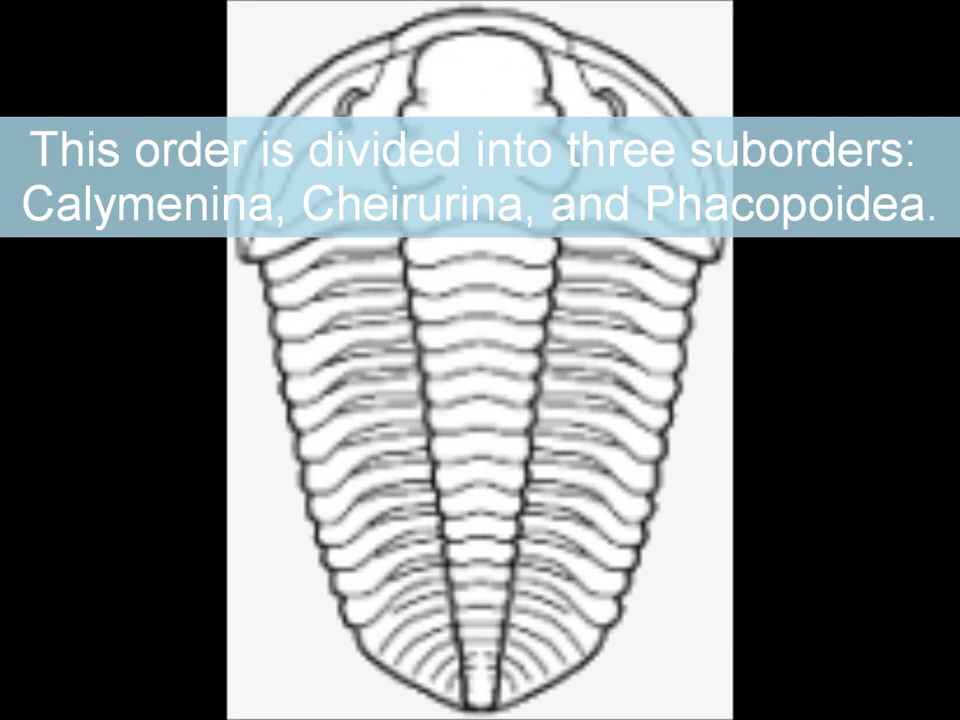 This order is divided into three suborders:
Calymenina, Cheirurina, and Phacopoidea.